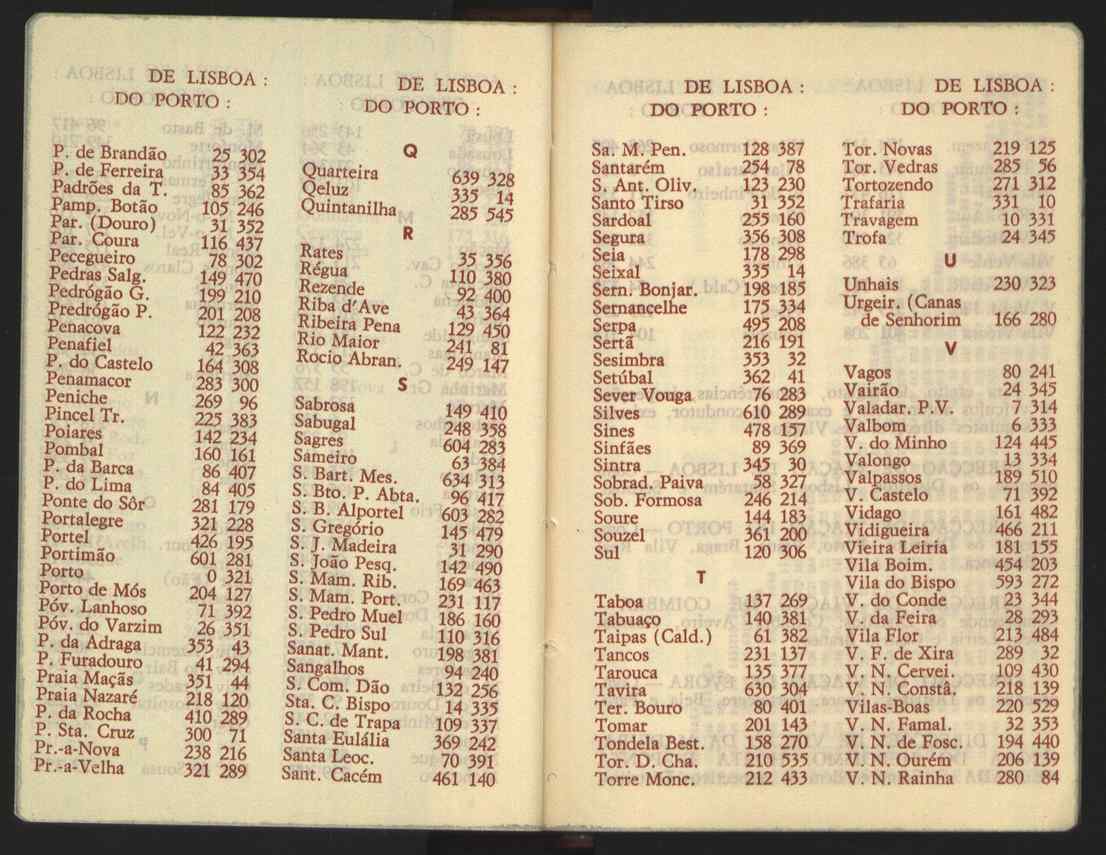 DE LISBOA :
DO PORTO :
P. de Brandão 25 302
P. de Ferreira 33 354
Padrões da T. 85 362
Pamp. Botão 105 246
Par. (Douro) 31 352
Par. Coura 116 437
Pecegueiro 78 302
Pedras Salg. 149 470
Pedrógão G. 199 210
Predrógão P. 201 208
Penacova 122 232
Penafiel 42 363
P. do Castelo 164 308
Penamacor 283 300
Peniche 269 96
Pincel Tr. 225 383
Poiares 142 234
Pombal 160 161
P. da Barca 86 407
P. do Lima 84 405
Ponte do Sôr 281 179
Portalegre 321 228
Portel 426 195
Portimão 601 281
Porto 0 321
Porto de Mós 204 127
Póv. Lanhoso 71 392
Póv. do Varzim 26 351
P. da Adraga 353 43
P. Furadouro 41 294
Praia Maçãs 351 44
Praia Nazaré 218 120
P. da Rocha 410 289
P. Sta. Cruz 300 71
Pr.-a-Nova 238 216
Pr.-a-Velha 321 289
DE LISBOA :
DO PORTO :
Q
Quarteira 639 328
Qeluz 335 14
Quintanilha 285 545
R
Rates 35 356
Régua 110 380
Rezende 92 400
Riba d'Ave 43 364
Ribeira Pena 129 450
Rio Maior 241 81
Rocio Abran. 249 147
S
Sabrosa 149 410
Sabugal 248 358
Sagres 604 283
Sameiro 63 384
S. Bart. Mes. 634 313
S. Bto. P. Abta. 96 417
S. B. Alportel 603 282
S. Gregório 145 479
S. J. Madeira 31 290
S. João Pesq. 142 490
S. Mam. Rib. 169 463
S. Mam. Port. 231 117
S. Pedro Muel 186 160
S. Pedro Sul 110 316
Sanat. Mant. 198 381
Sangalhos 94 240
S. Com. Dão 132 256
Sta. C. Bispo 14 335
S. C. de Trapa 109 337
Santa Eulália 369 242
Santa Leoc. 70 391
Sant. Cacém 461 140
DE LISBOA :
DO PORTO :
Sa. M. Pen. 128 387
Santarém 254 78
S. Ant. Oliv. 123 230
Santo Tirso 31 352
Sardoal 255 160
Segura 356 308
Seia 178 298
Seixal 335 14
Sern. Bonjar. 198 185
Sernancelhe 175 334
Serpa 495 208
Sertã 216 191
Sesimbra 353 32
Setúbal 362 41
Sever Vouga 76 283
Silves 610 289
Sines 478 157
Sinfães 89 369
Sintra 345 30
Sobrad. Paiva 58 327
Sob. Formosa 246 214
Soure 144 183
Souzel 361 200
Sul 120 306
T
Taboa 137 269
Tabuaço 140 381
Taipas (Cald.) 61 382
Tancos 231 137
Tarouca 135 377
Tavira 630 304
Ter. Bouro 80 401
Tomar 201 143
Tondela Best. 158 270
Tor. D. Cha. 210 535
Torre Monc. 212 433
DE LISBOA :
DO PORTO :
Tor. Novas 219 125
Tor. Vedras 285 56
Tortozendo 271 312
Trafaria 331 10
Travagem 10 331
Trofa 24 345
U
Unhais 230 323
Urgeir. (Canas
de Senhorim 166 280
V
Vagos 80 241
Vairão 24 345
Valadar. P.V. 7 314
Valbom 6 333
V. do Minho 124 445
Valongo 13 334
Valpassos 189 510
V. Castelo 71 392
Vidago 161 482
Vidigueira 466 211
Vieira Leiria 181 155
Vila Boim. 454 203
Vila do Bispo 593 272
V. do Conde 23 344
V. da Feira 28 293
Vila Flor 213 484
V. F. de Xira 289 32
V. N. Cervei. 109 430
V. N. Constâ. 218 139
Vilas-Boas 220 529
V. N. Famal. 32 353
V. N. de Fosc. 194 440
V. N. Ourém 206 139
V. N. Rainha 280 84